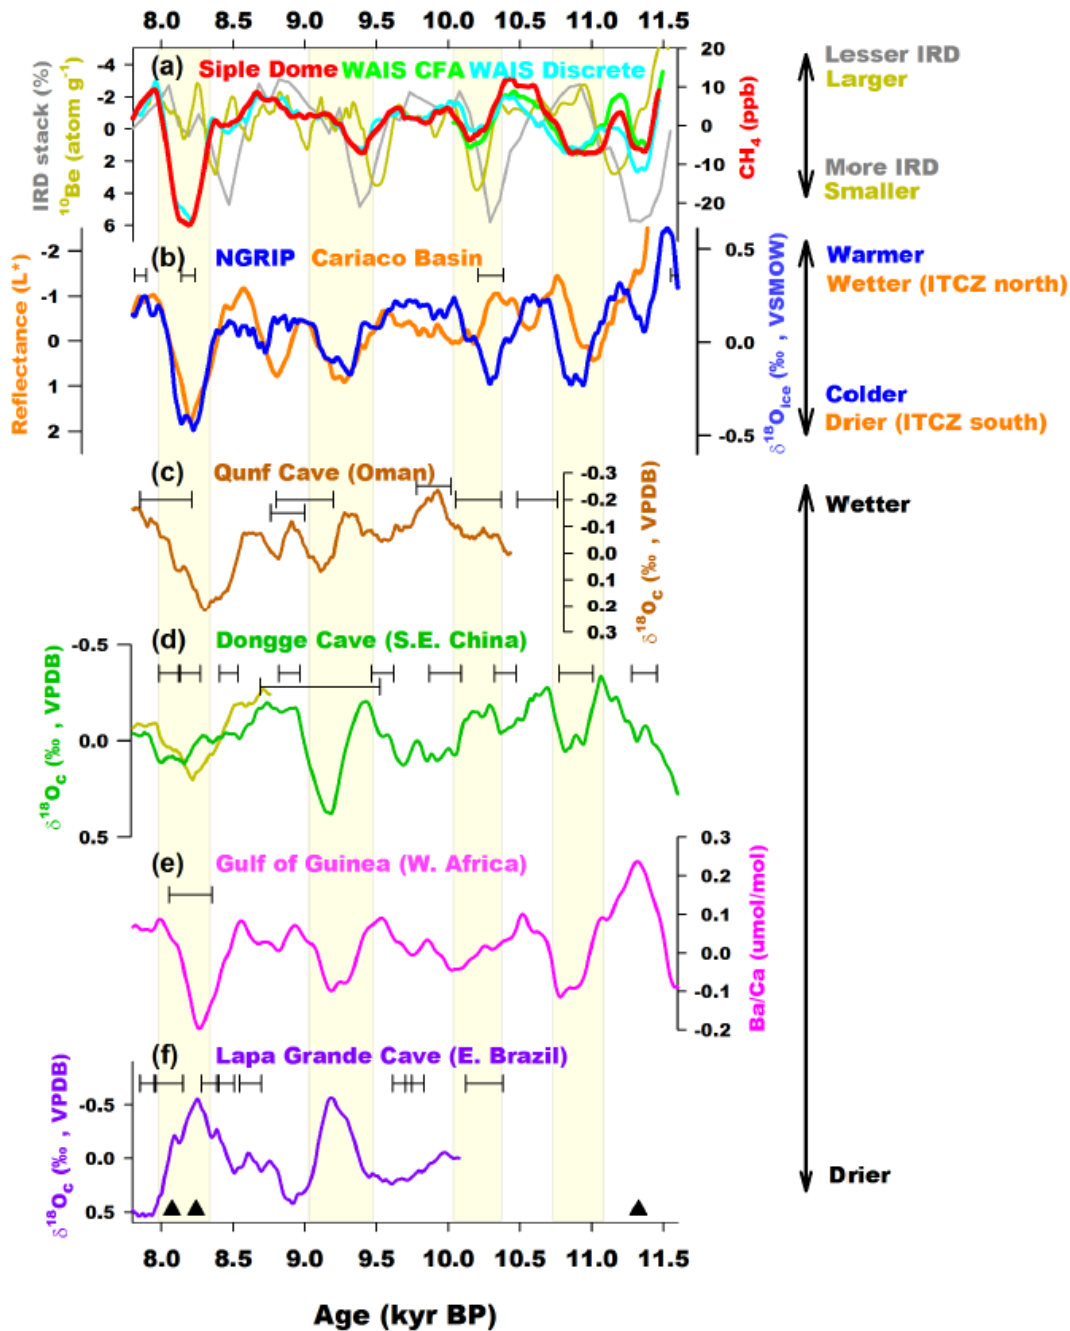 8.0 8.5 9.0 9.5 10.0 10.5 11.0 11.5
(a) Siple Dome WAIS CFA WAIS Discrete
IRD stack (%)
¹⁰Be (atom g⁻¹)
-4
-2
0
2
4
6
20
10
0
-10
-20
CH₄ (ppb)
Lesser IRD
Larger
More IRD
Smaller
(b) NGRIP Cariaco Basin
Reflectance (L*)
-2
-1
0
1
2
0.5
0.0
-0.5
δ¹⁸Oice (‰ , VSMOW)
Warmer
Wetter (ITCZ north)
Colder
Drier (ITCZ south)
(c) Qunf Cave (Oman)
-0.3
-0.2
-0.1
0.0
0.1
0.2
0.3
δ¹⁸OC (‰ , VPDB)
Wetter
(d) Dongge Cave (S.E. China)
δ¹⁸OC (‰ , VPDB)
-0.5
0.0
0.5
(e) Gulf of Guinea (W. Africa)
0.3
0.2
0.1
0.0
-0.1
-0.2
Ba/Ca (umol/mol)
(f) Lapa Grande Cave (E. Brazil)
δ¹⁸OC (‰ , VPDB)
-0.5
0.0
0.5
Drier
8.0 8.5 9.0 9.5 10.0 10.5 11.0 11.5
Age (kyr BP)